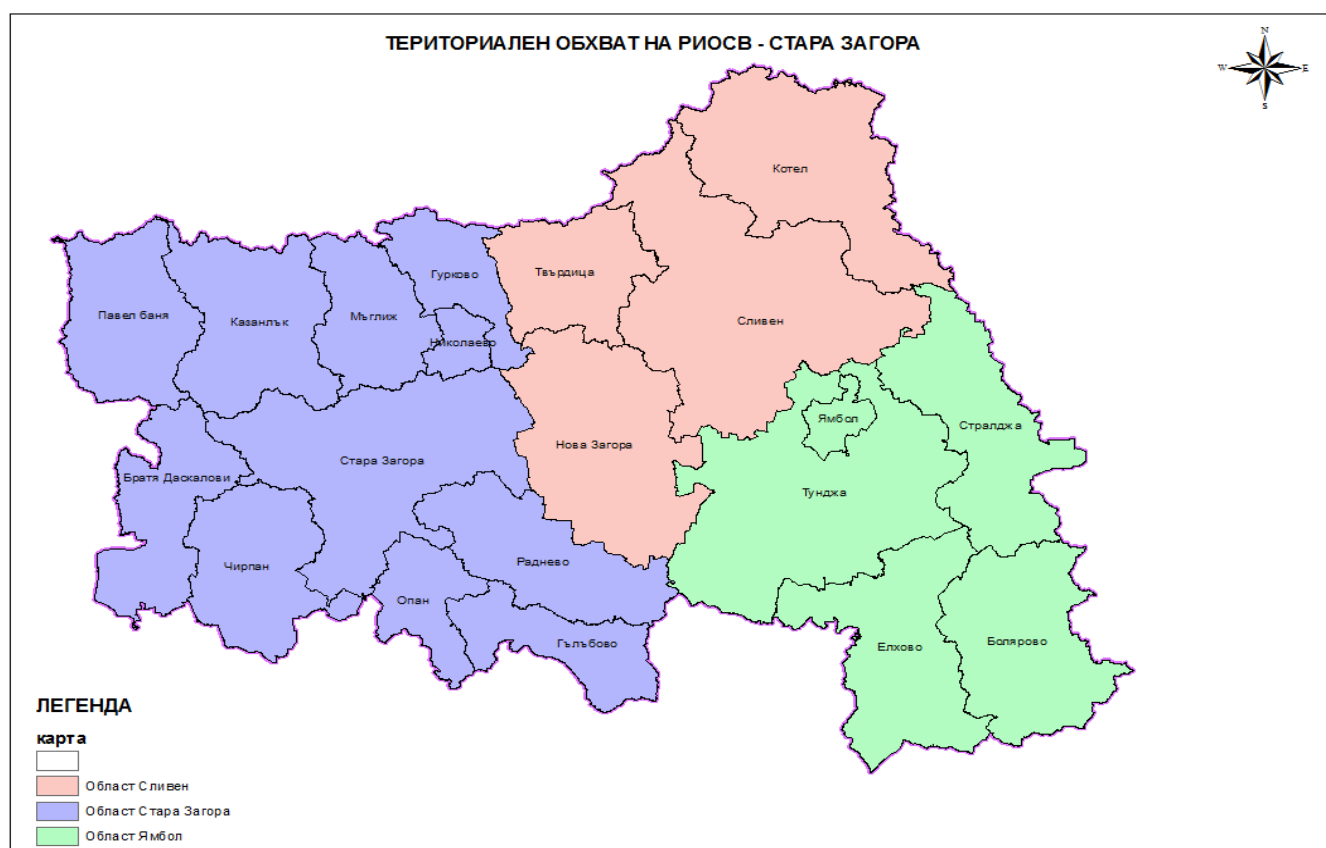 ТЕРИТОРИАЛЕН ОБХВАТ НА РИОСВ - СТАРА ЗАГОРА
N
W
E
S
Котел
Гурково
Твърдица
Павел баня
Казанлък
Мъглиж
Сливен
Николаево
Ямбол
Стралджа
Нова Загора
Стара Загора
Братя Даскалови
Тунджа
Раднево
Чирпан
Опан
Гълъбово
Елхово
Болярово
ЛЕГЕНДА
карта
Област Сливен
Област Стара Загора
Област Ямбол